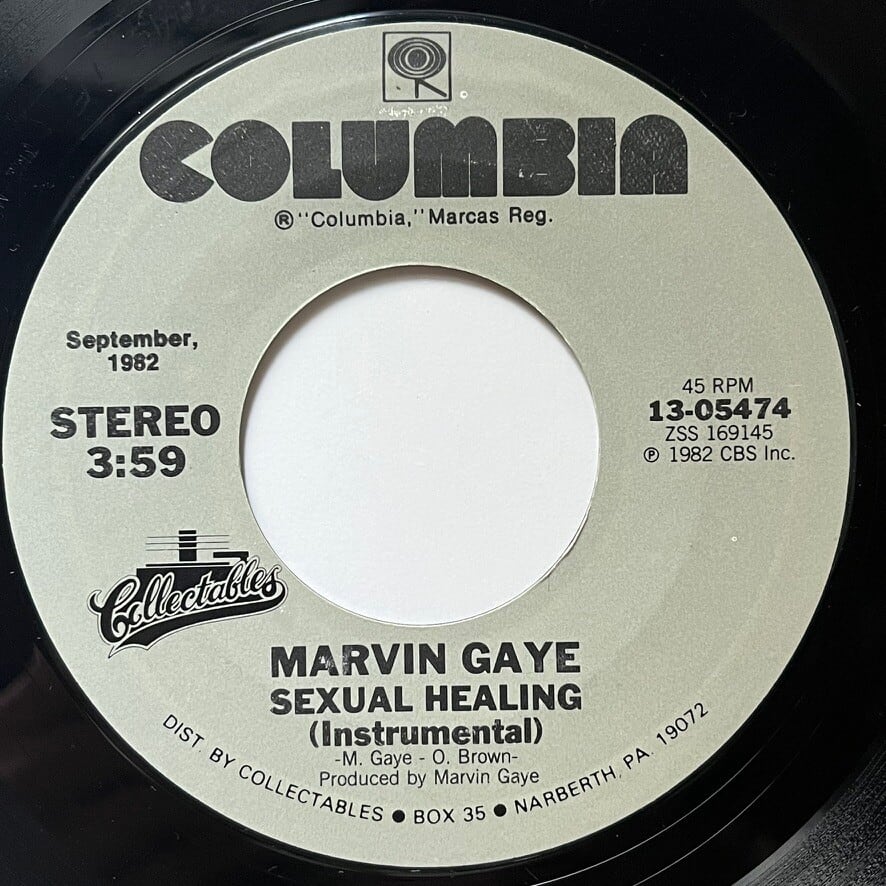 COLUMBIA
® "Columbia," Marcas Reg.
September,
1982
STEREO
3:59
45 RPM
13-05474
ZSS 169145
℗ 1982 CBS Inc.
Collectables
MARVIN GAYE
SEXUAL HEALING
(Instrumental)
-M. Gaye - O. Brown-
Produced by Marvin Gaye
DIST. BY COLLECTABLES ● BOX 35 ● NARBERTH, PA. 19072